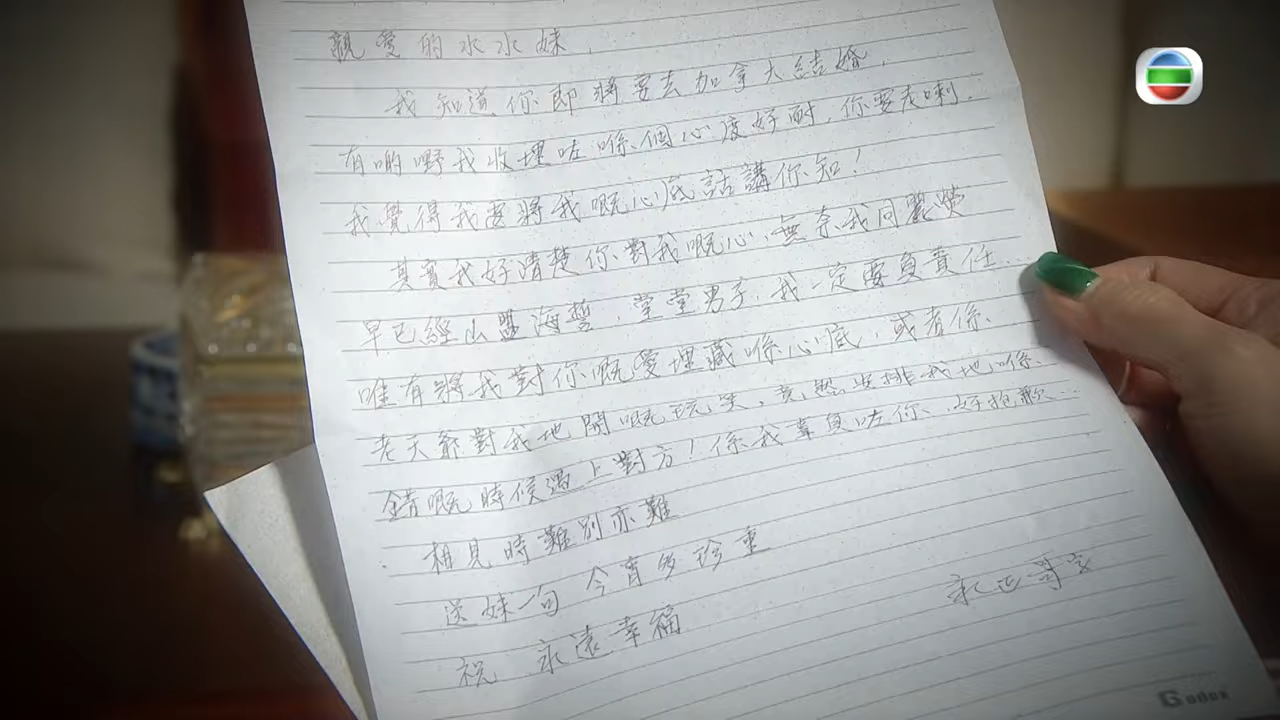 親愛的水水妹，
我知道你即將要去加拿大結婚，
有啲嘢我收埋咗喺個心度好耐，你要走喇，
我覺得我要將我嘅心底話講你知！
其實我好清楚你對我嘅心，無奈我同麗
早已經山盟海誓，堂堂男子，我一定要負責任…
唯有將我對你嘅愛埋藏喺心底，或者係
老天爺對我地開嘅玩笑，竟然安排我地喺
錯嘅時候遇上對方！係我辜負咗你，好抱歉…
相見時難別亦難
送妹一句 今宵多珍重
祝 永遠幸福
永 哥 字
Godex